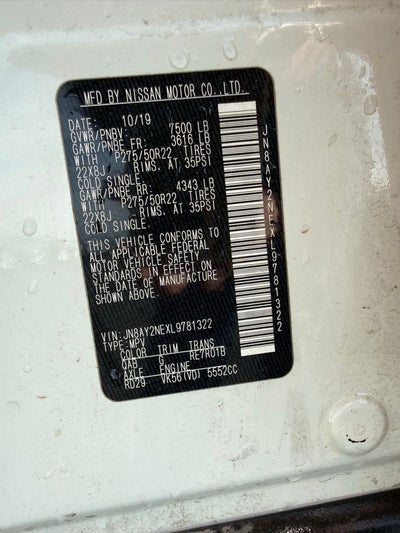 MFD BY NISSAN MOTOR CO.,LTD.
DATE: 10/19
GVWR/PNBV: 7500 LB
GAWR/PNBE FR: 3616 LB
WITH P275/50R22 TIRES
22X8J RIMS, AT 35PSI
COLD SINGLE
GAWR/PNBE RR: 4343 LB
WITH P275/50R22 TIRES
22X8J RIMS, AT 35PSI
COLD SINGLE
THIS VEHICLE CONFORMS TO
ALL APPLICABLE FEDERAL
MOTOR VEHICLE SAFETY
STANDARDS IN EFFECT ON
THE DATE OF MANUFACTURE
SHOWN ABOVE.
VIN:JN8AY2NEXL9781322
TYPE:MPV
COLOR TRIM TRANS
QAB G RE7R01B
AXLE ENGINE
RD29 VK56(VD) 5552CC
JN8AY2NEXL9781322